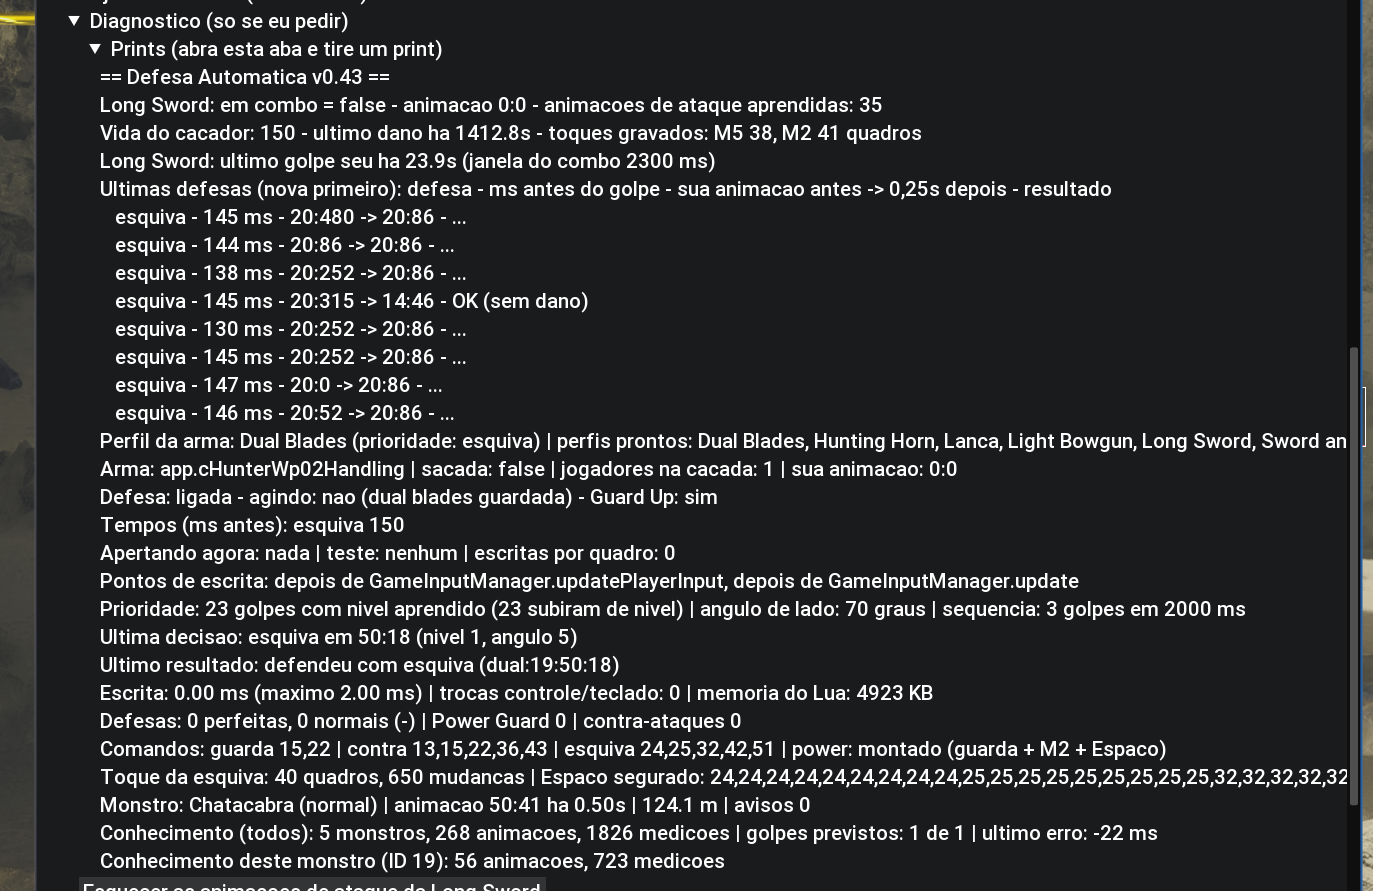 Diagnostico (so se eu pedir)
Prints (abra esta aba e tire um print)
== Defesa Automatica v0.43 ==
Long Sword: em combo = false - animacao 0:0 - animacoes de ataque aprendidas: 35
Vida do cacador: 150 - ultimo dano ha 1412.8s - toques gravados: M5 38, M2 41 quadros
Long Sword: ultimo golpe seu ha 23.9s (janela do combo 2300 ms)
Ultimas defesas (nova primeiro): defesa - ms antes do golpe - sua animacao antes -> 0,25s depois - resultado
esquiva - 145 ms - 20:480 -> 20:86 - ...
esquiva - 144 ms - 20:86 -> 20:86 - ...
esquiva - 138 ms - 20:252 -> 20:86 - ...
esquiva - 145 ms - 20:315 -> 14:46 - OK (sem dano)
esquiva - 130 ms - 20:252 -> 20:86 - ...
esquiva - 145 ms - 20:252 -> 20:86 - ...
esquiva - 147 ms - 20:0 -> 20:86 - ...
esquiva - 146 ms - 20:52 -> 20:86 - ...
Perfil da arma: Dual Blades (prioridade: esquiva) | perfis prontos: Dual Blades, Hunting Horn, Lanca, Light Bowgun, Long Sword, Sword an
Arma: app.cHunterWp02Handling | sacada: false | jogadores na cacada: 1 | sua animacao: 0:0
Defesa: ligada - agindo: nao (dual blades guardada) - Guard Up: sim
Tempos (ms antes): esquiva 150
Apertando agora: nada | teste: nenhum | escritas por quadro: 0
Pontos de escrita: depois de GameInputManager.updatePlayerInput, depois de GameInputManager.update
Prioridade: 23 golpes com nivel aprendido (23 subiram de nivel) | angulo de lado: 70 graus | sequencia: 3 golpes em 2000 ms
Ultima decisao: esquiva em 50:18 (nivel 1, angulo 5)
Ultimo resultado: defendeu com esquiva (dual:19:50:18)
Escrita: 0.00 ms (maximo 2.00 ms) | trocas controle/teclado: 0 | memoria do Lua: 4923 KB
Defesas: 0 perfeitas, 0 normais (-) | Power Guard 0 | contra-ataques 0
Comandos: guarda 15,22 | contra 13,15,22,36,43 | esquiva 24,25,32,42,51 | power: montado (guarda + M2 + Espaco)
Toque da esquiva: 40 quadros, 650 mudancas | Espaco segurado: 24,24,24,24,24,24,24,24,24,25,25,25,25,25,25,25,25,25,32,32,32,32,32
Monstro: Chatacabra (normal) | animacao 50:41 ha 0.50s | 124.1 m | avisos 0
Conhecimento (todos): 5 monstros, 268 animacoes, 1826 medicoes | golpes previstos: 1 de 1 | ultimo erro: -22 ms
Conhecimento deste monstro (ID 19): 56 animacoes, 723 medicoes
Esquecer as animacoes de ataque da Long Sword